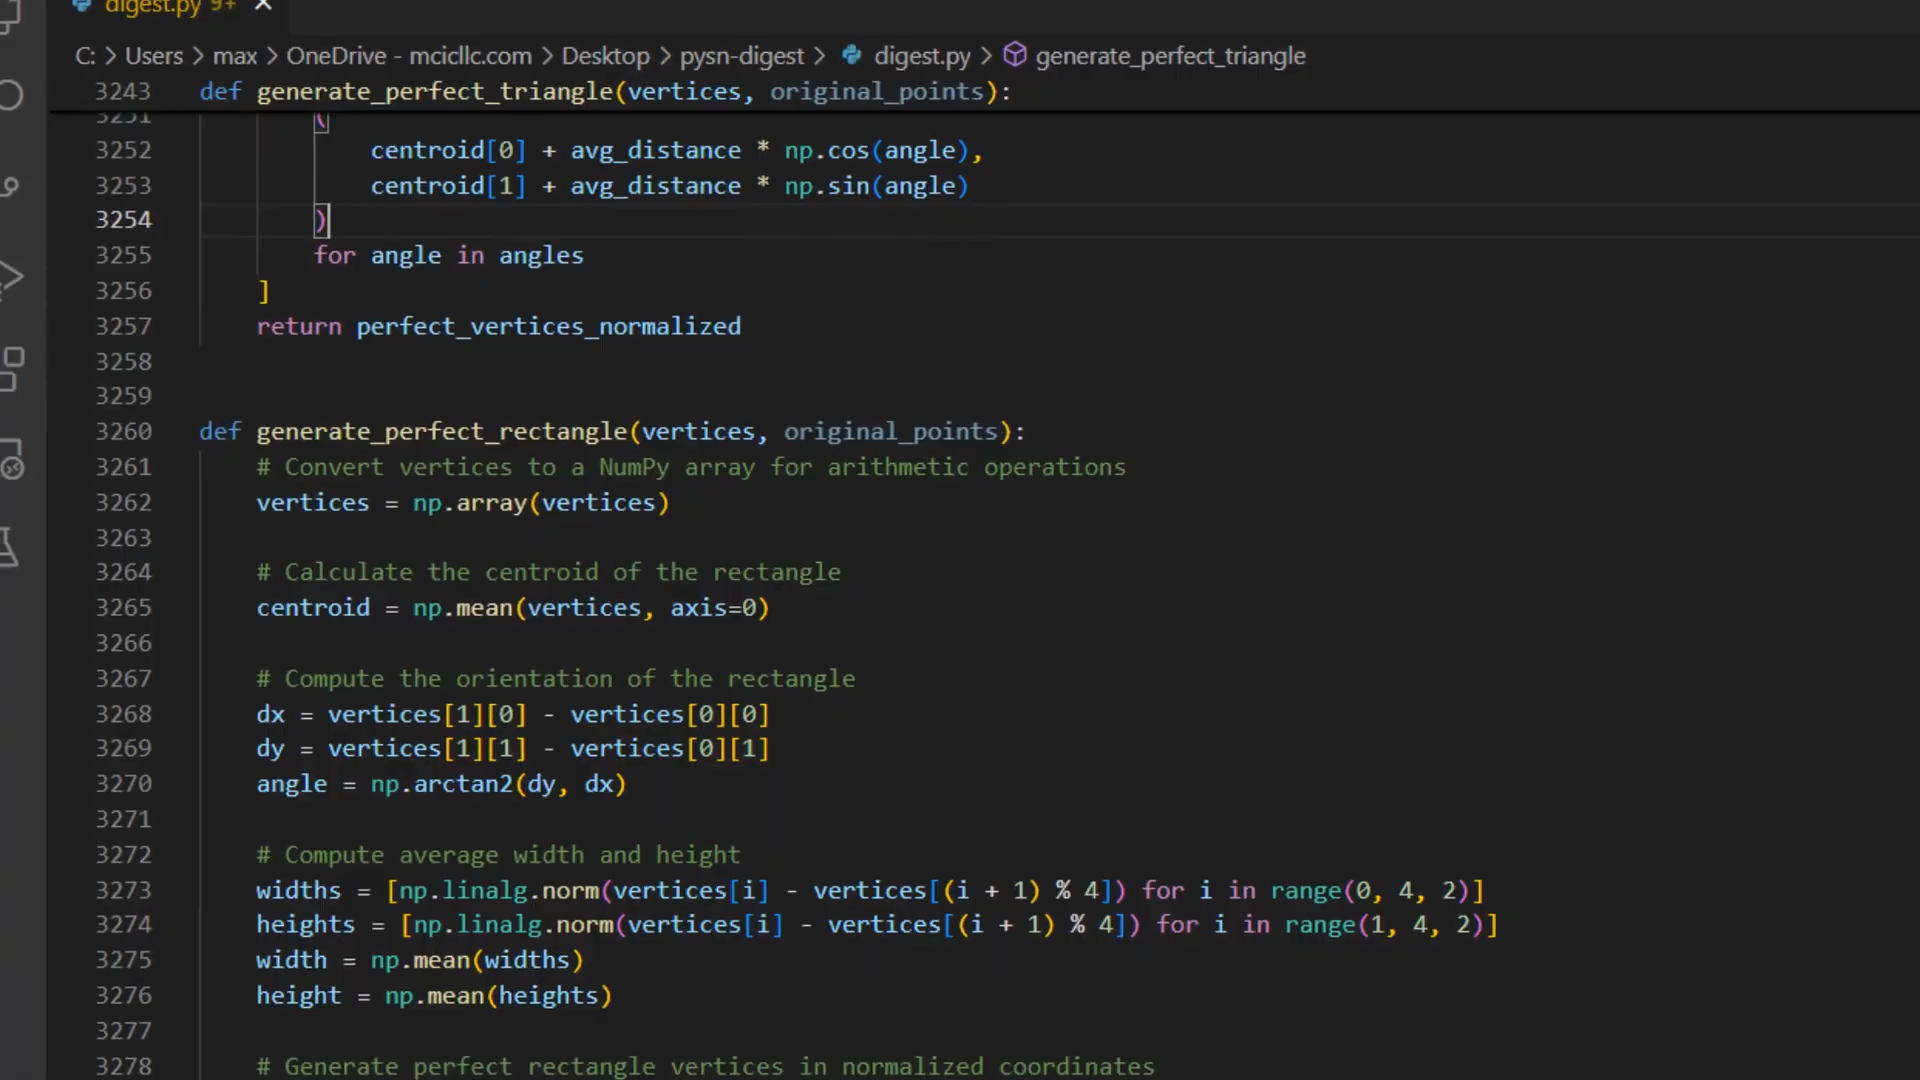 digest.py 9+ ×
C: > Users > max > OneDrive - mcicllc.com > Desktop > pysn-digest > digest.py > generate_perfect_triangle
3243 def generate_perfect_triangle(vertices, original_points):
3251 (
3252 centroid[0] + avg_distance * np.cos(angle),
3253 centroid[1] + avg_distance * np.sin(angle)
3254 )
3255 for angle in angles
3256 ]
3257 return perfect_vertices_normalized
3258
3259
3260 def generate_perfect_rectangle(vertices, original_points):
3261 # Convert vertices to a NumPy array for arithmetic operations
3262 vertices = np.array(vertices)
3263
3264 # Calculate the centroid of the rectangle
3265 centroid = np.mean(vertices, axis=0)
3266
3267 # Compute the orientation of the rectangle
3268 dx = vertices[1][0] - vertices[0][0]
3269 dy = vertices[1][1] - vertices[0][1]
3270 angle = np.arctan2(dy, dx)
3271
3272 # Compute average width and height
3273 widths = [np.linalg.norm(vertices[i] - vertices[(i + 1) % 4]) for i in range(0, 4, 2)]
3274 heights = [np.linalg.norm(vertices[i] - vertices[(i + 1) % 4]) for i in range(1, 4, 2)]
3275 width = np.mean(widths)
3276 height = np.mean(heights)
3277
3278 # Generate perfect rectangle vertices in normalized coordinates